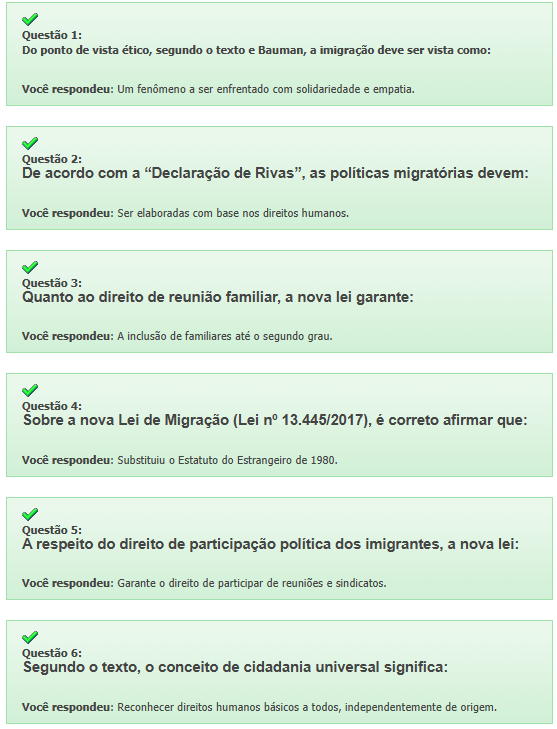 Questão 1:
Do ponto de vista ético, segundo o texto e Bauman, a imigração deve ser vista como:
Você respondeu: Um fenômeno a ser enfrentado com solidariedade e empatia.
Questão 2:
De acordo com a “Declaração de Rivas”, as políticas migratórias devem:
Você respondeu: Ser elaboradas com base nos direitos humanos.
Questão 3:
Quanto ao direito de reunião familiar, a nova lei garante:
Você respondeu: A inclusão de familiares até o segundo grau.
Questão 4:
Sobre a nova Lei de Migração (Lei nº 13.445/2017), é correto afirmar que:
Você respondeu: Substituiu o Estatuto do Estrangeiro de 1980.
Questão 5:
A respeito do direito de participação política dos imigrantes, a nova lei:
Você respondeu: Garante o direito de participar de reuniões e sindicatos.
Questão 6:
Segundo o texto, o conceito de cidadania universal significa:
Você respondeu: Reconhecer direitos humanos básicos a todos, independentemente de origem.